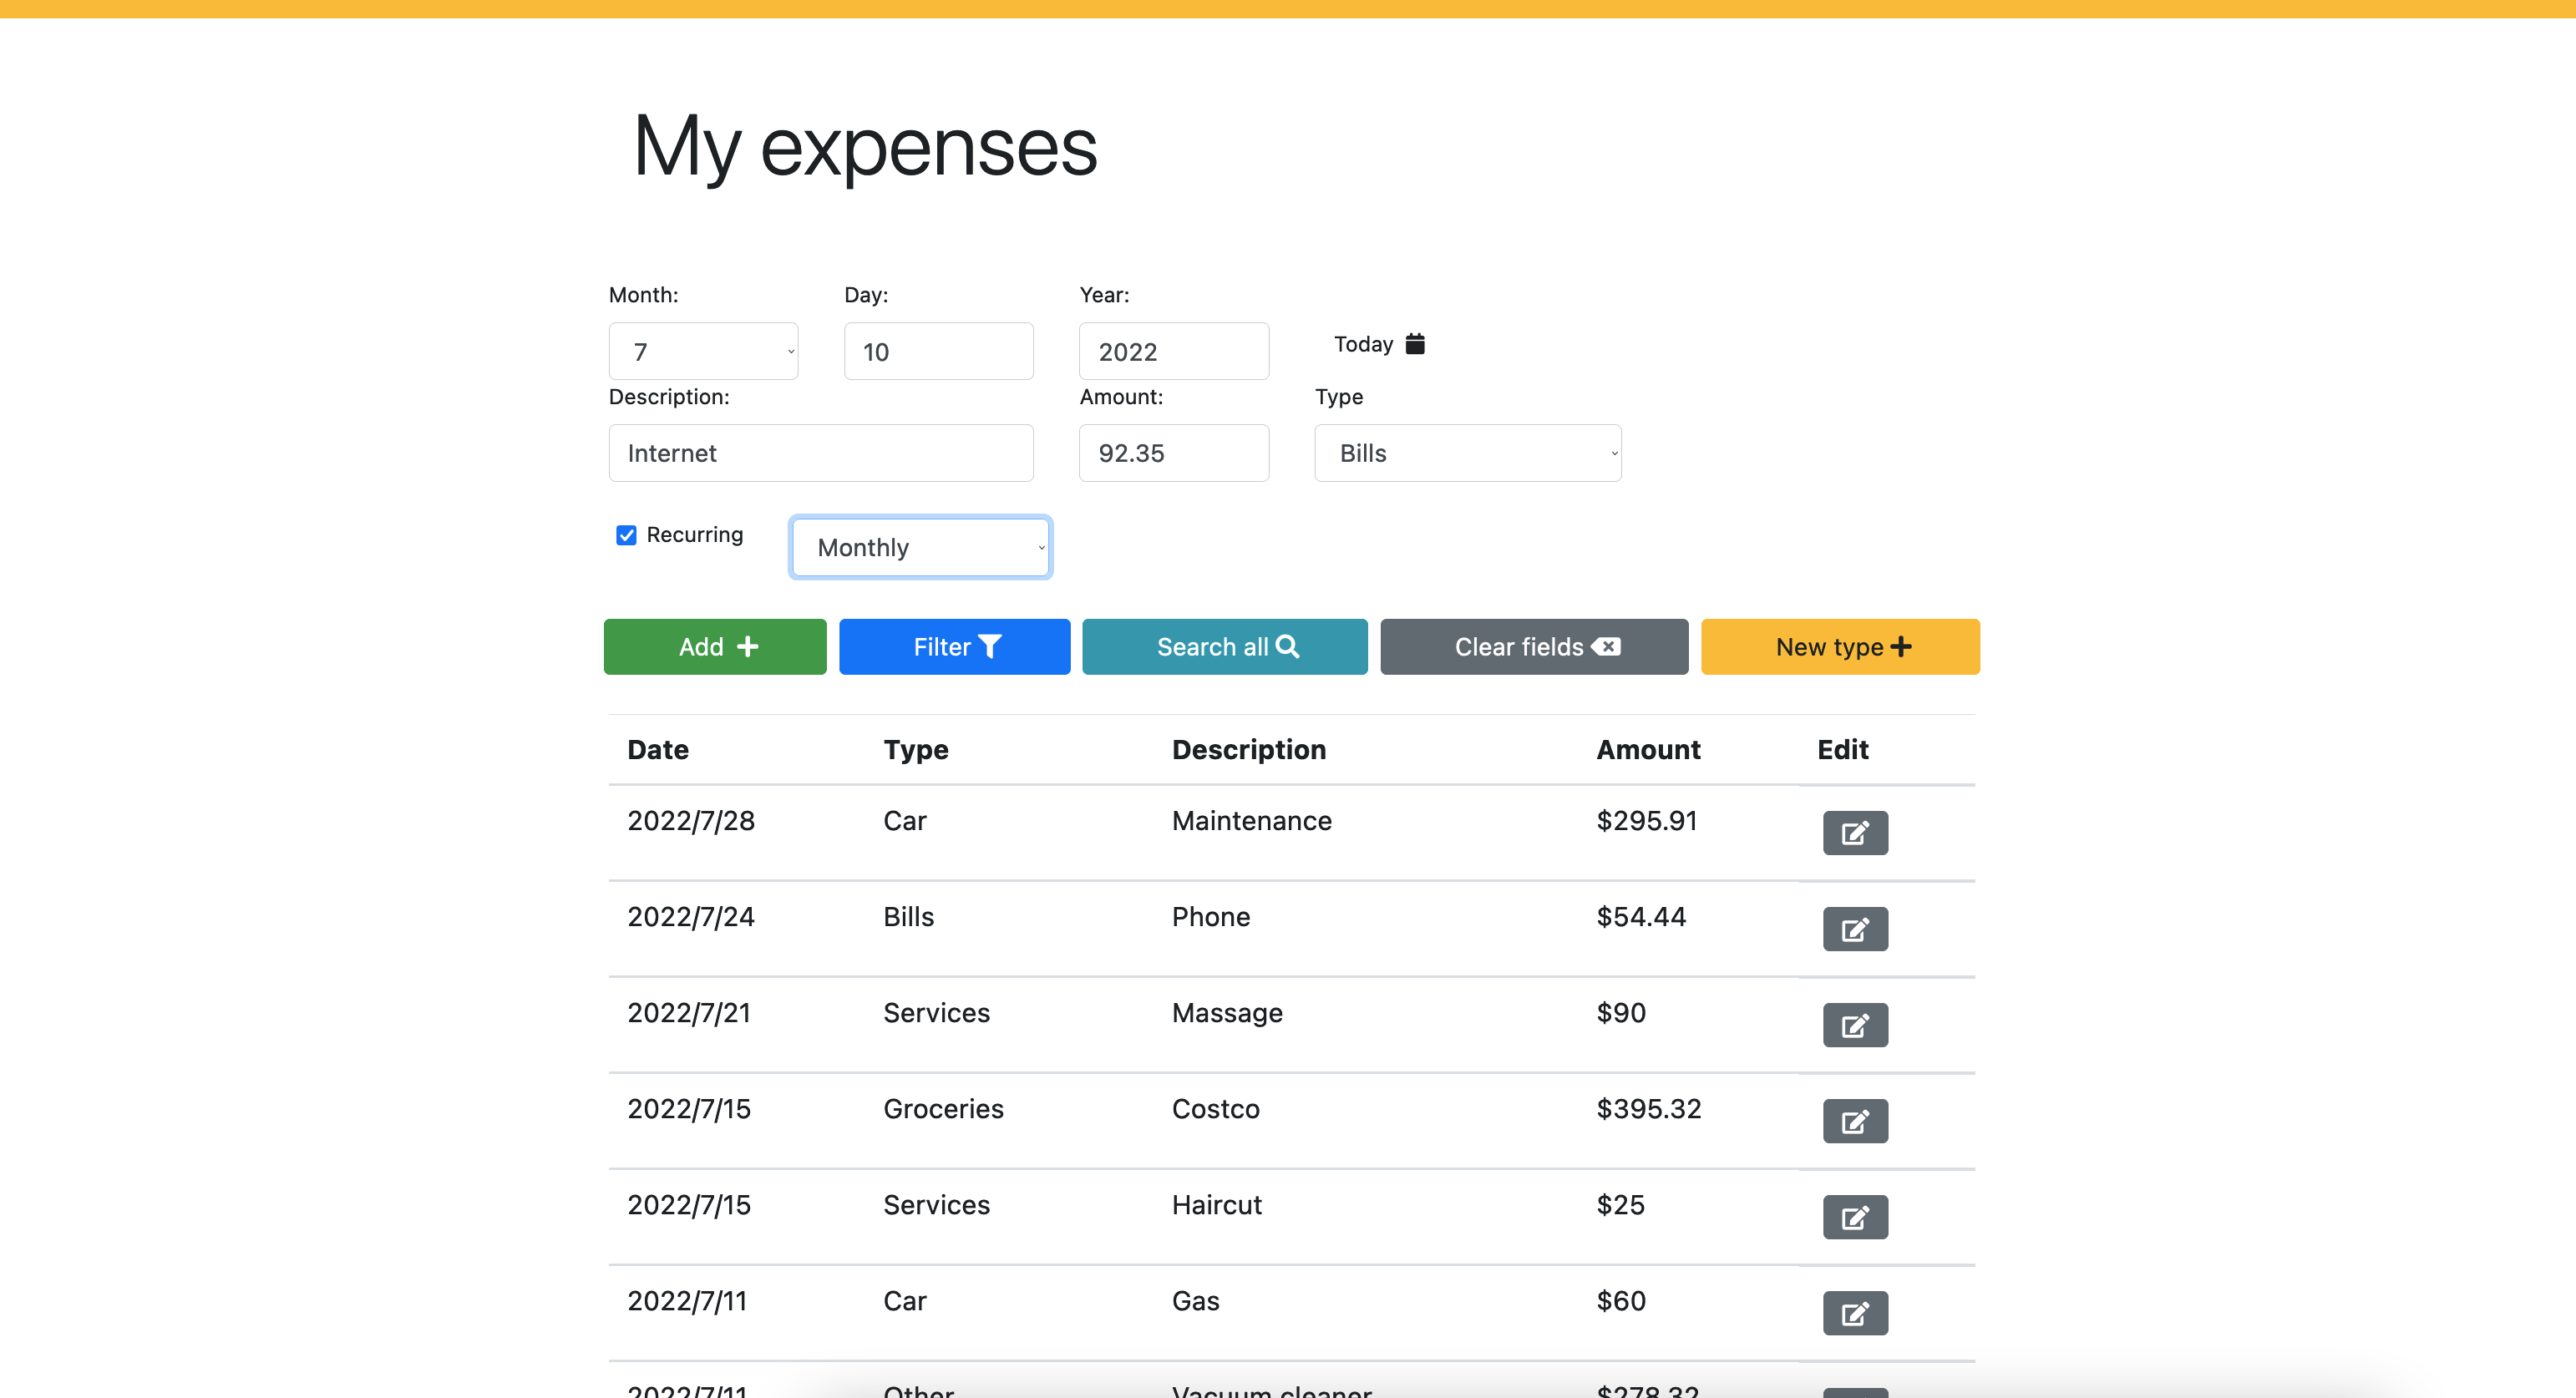 My expenses
Month: Day: Year:
7 10 2022 Today
Description: Amount: Type
Internet 92.35 Bills
Recurring Monthly
Add Filter Search all Clear fields New type
Date Type Description Amount Edit
2022/7/28 Car Maintenance $295.91
2022/7/24 Bills Phone $54.44
2022/7/21 Services Massage $90
2022/7/15 Groceries Costco $395.32
2022/7/15 Services Haircut $25
2022/7/11 Car Gas $60
2022/7/11 Other Vacuum cleaner $278.32